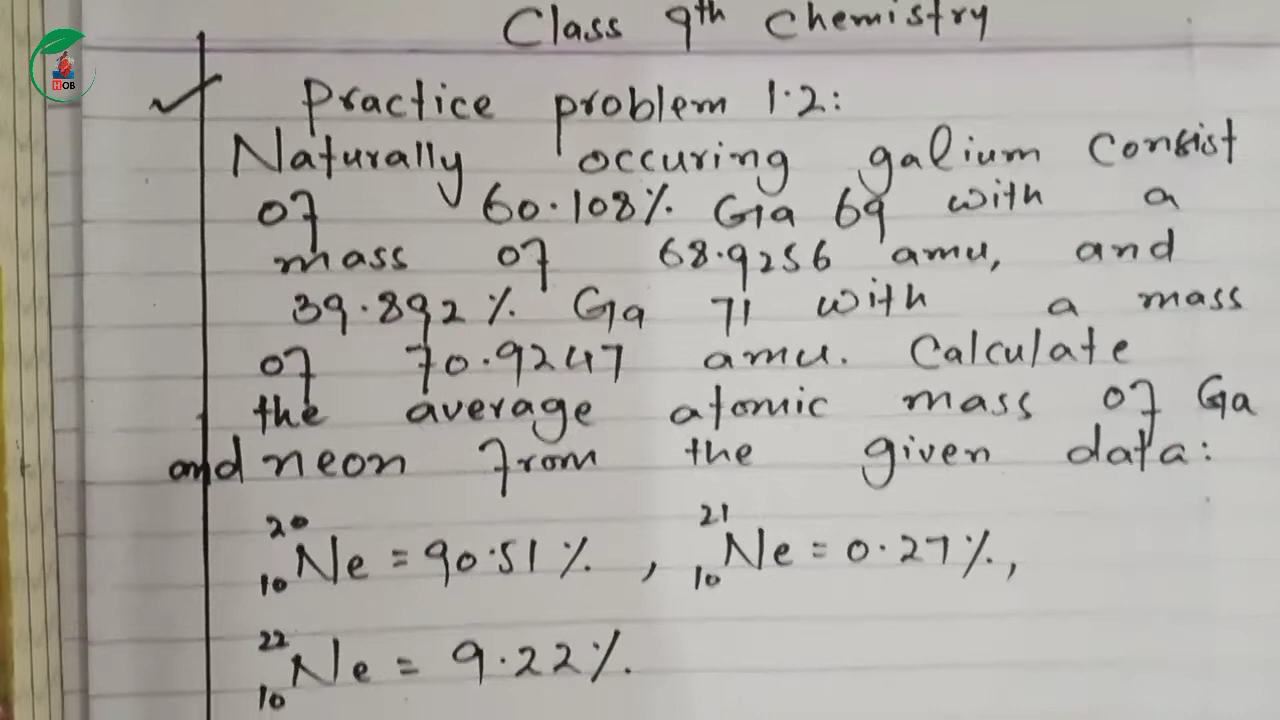 Class 9th Chemistry
HOB
Practice problem 1.2:
Naturally occuring galium consist
of 60.108% Ga 69 with a
mass of 68.9256 amu, and
39.892% Ga 71 with a mass
of 70.9247 amu. Calculate
the average atomic mass of Ga
and neon from the given data:
²⁰₁₀Ne = 90.51%, ²¹₁₀Ne = 0.27%,
²²₁₀Ne = 9.22%.